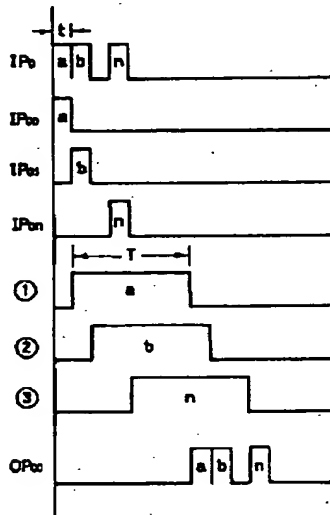 t
IP₀ a b n
IP₀₀ a
IP₀₁ b
IP₀ₙ n
T
① a
② b
③ n
OP₀₀ a b n